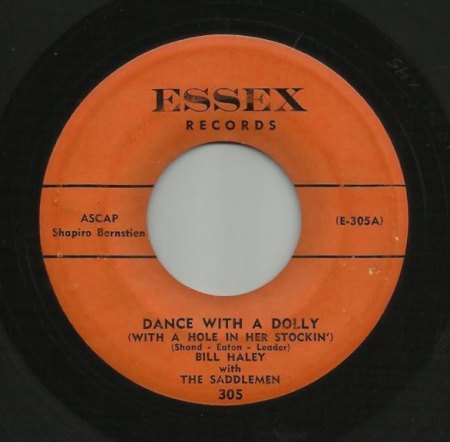 ESSEX
RECORDS
ASCAP
Shapiro Bernstien
(E-305A)
DANCE WITH A DOLLY
(WITH A HOLE IN HER STOCKIN')
(Shand - Eaton - Leader)
BILL HALEY
with
THE SADDLEMEN
305